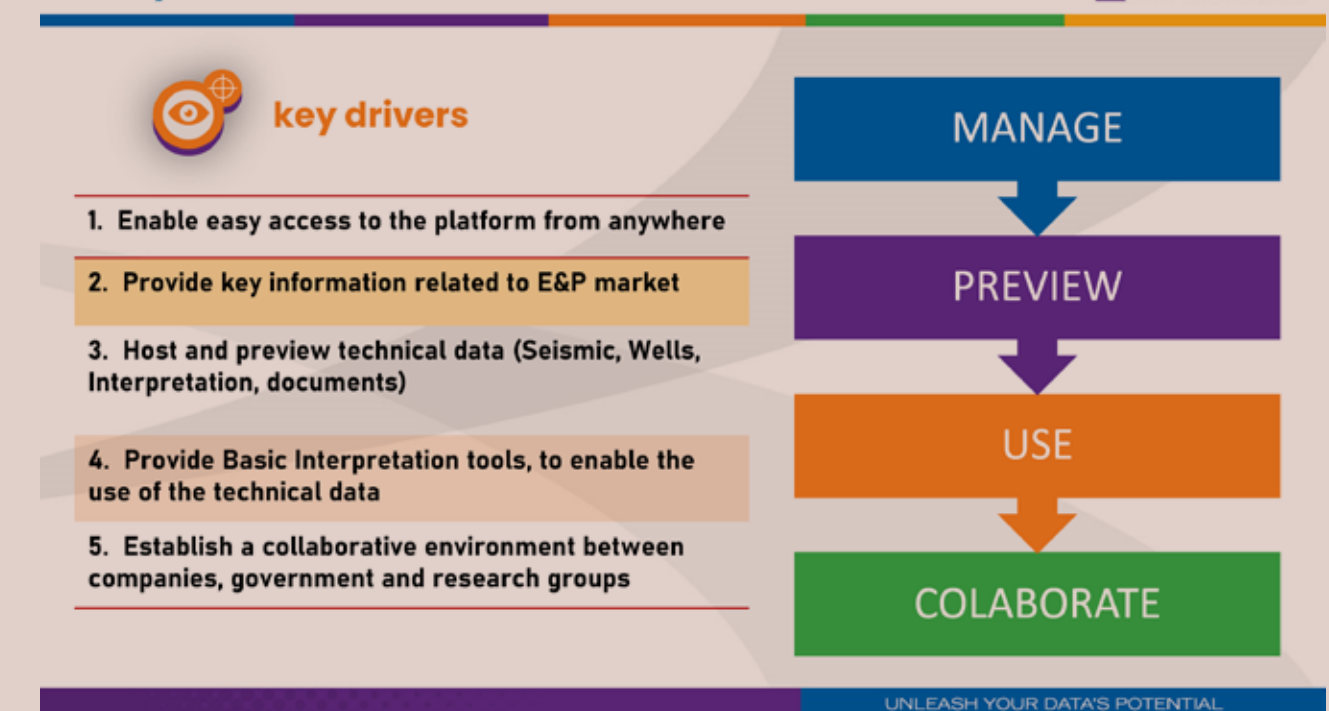 key drivers
1. Enable easy access to the platform from anywhere
2. Provide key information related to E&P market
3. Host and preview technical data (Seismic, Wells,
Interpretation, documents)
4. Provide Basic Interpretation tools, to enable the
use of the technical data
5. Establish a collaborative environment between
companies, government and research groups
MANAGE
PREVIEW
USE
COLABORATE
UNLEASH YOUR DATA'S POTENTIAL